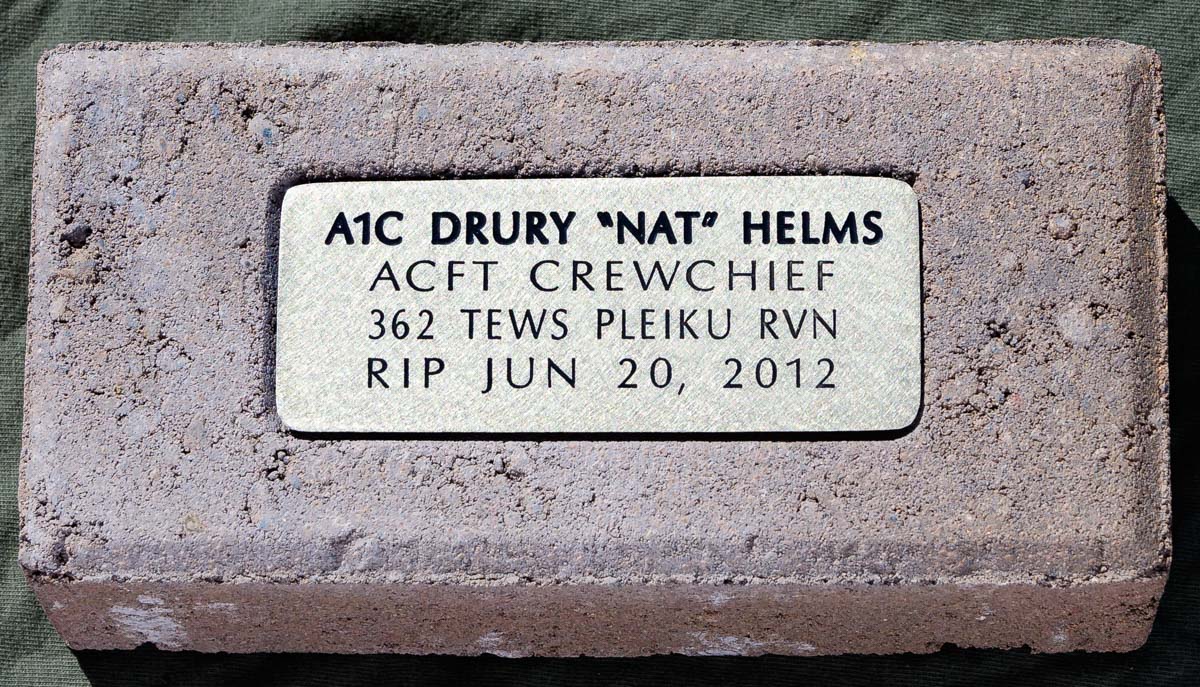 A1C DRURY "NAT" HELMS
ACFT CREWCHIEF
362 TEWS PLEIKU RVN
RIP JUN 20, 2012